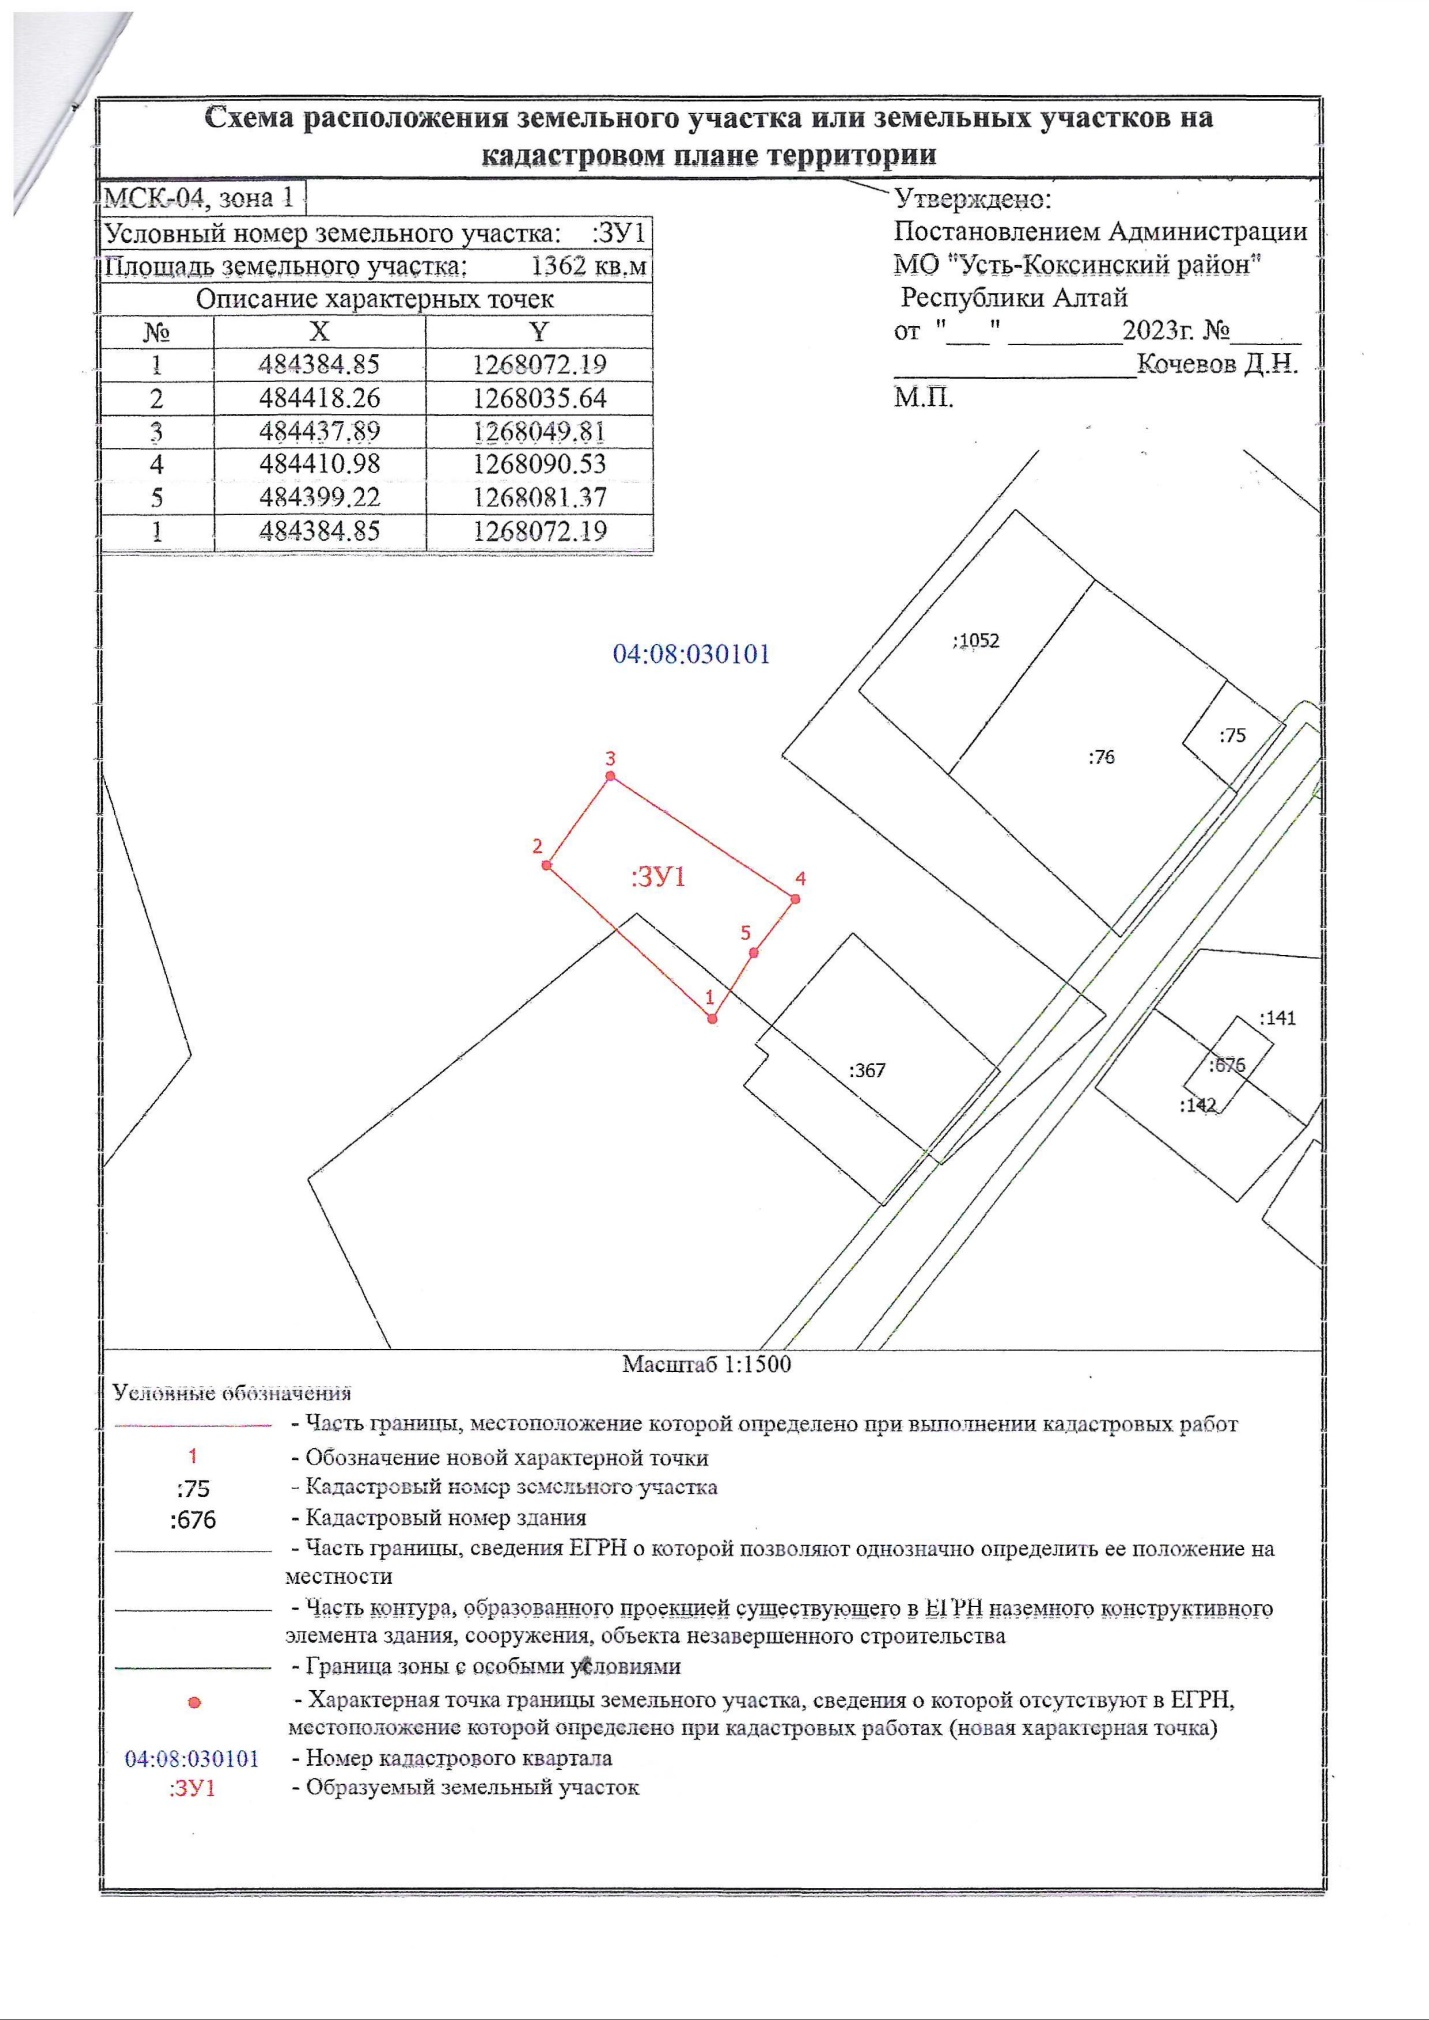 Схема расположения земельного участка или земельных участков на
кадастровом плане территории
МСК-04, зона 1
Условный номер земельного участка: :ЗУ1
Площадь земельного участка: 1362 кв.м
Описание характерных точек
№ X Y
1 484384.85 1268072.19
2 484418.26 1268035.64
3 484437.89 1268049.81
4 484410.98 1268090.53
5 484399.22 1268081.37
1 484384.85 1268072.19
Утверждено:
Постановлением Администрации
МО "Усть-Коксинский район"
Республики Алтай
от "___" ________2023г. №_____
_________________Кочевов Д.Н.
М.П.
04:08:030101
:1052
:75
:76
3
2
:ЗУ1
4
5
1
:141
:676
:367
:142
Масштаб 1:1500
Условные обозначения
- Часть границы, местоположение которой определено при выполнении кадастровых работ
1 - Обозначение новой характерной точки
:75 - Кадастровый номер земельного участка
:676 - Кадастровый номер здания
- Часть границы, сведения ЕГРН о которой позволяют однозначно определить ее положение на
местности
- Часть контура, образованного проекцией существующего в ЕГРН наземного конструктивного
элемента здания, сооружения, объекта незавершенного строительства
- Граница зоны с особыми условиями
- Характерная точка границы земельного участка, сведения о которой отсутствуют в ЕГРН,
местоположение которой определено при кадастровых работах (новая характерная точка)
04:08:030101 - Номер кадастрового квартала
:ЗУ1 - Образуемый земельный участок